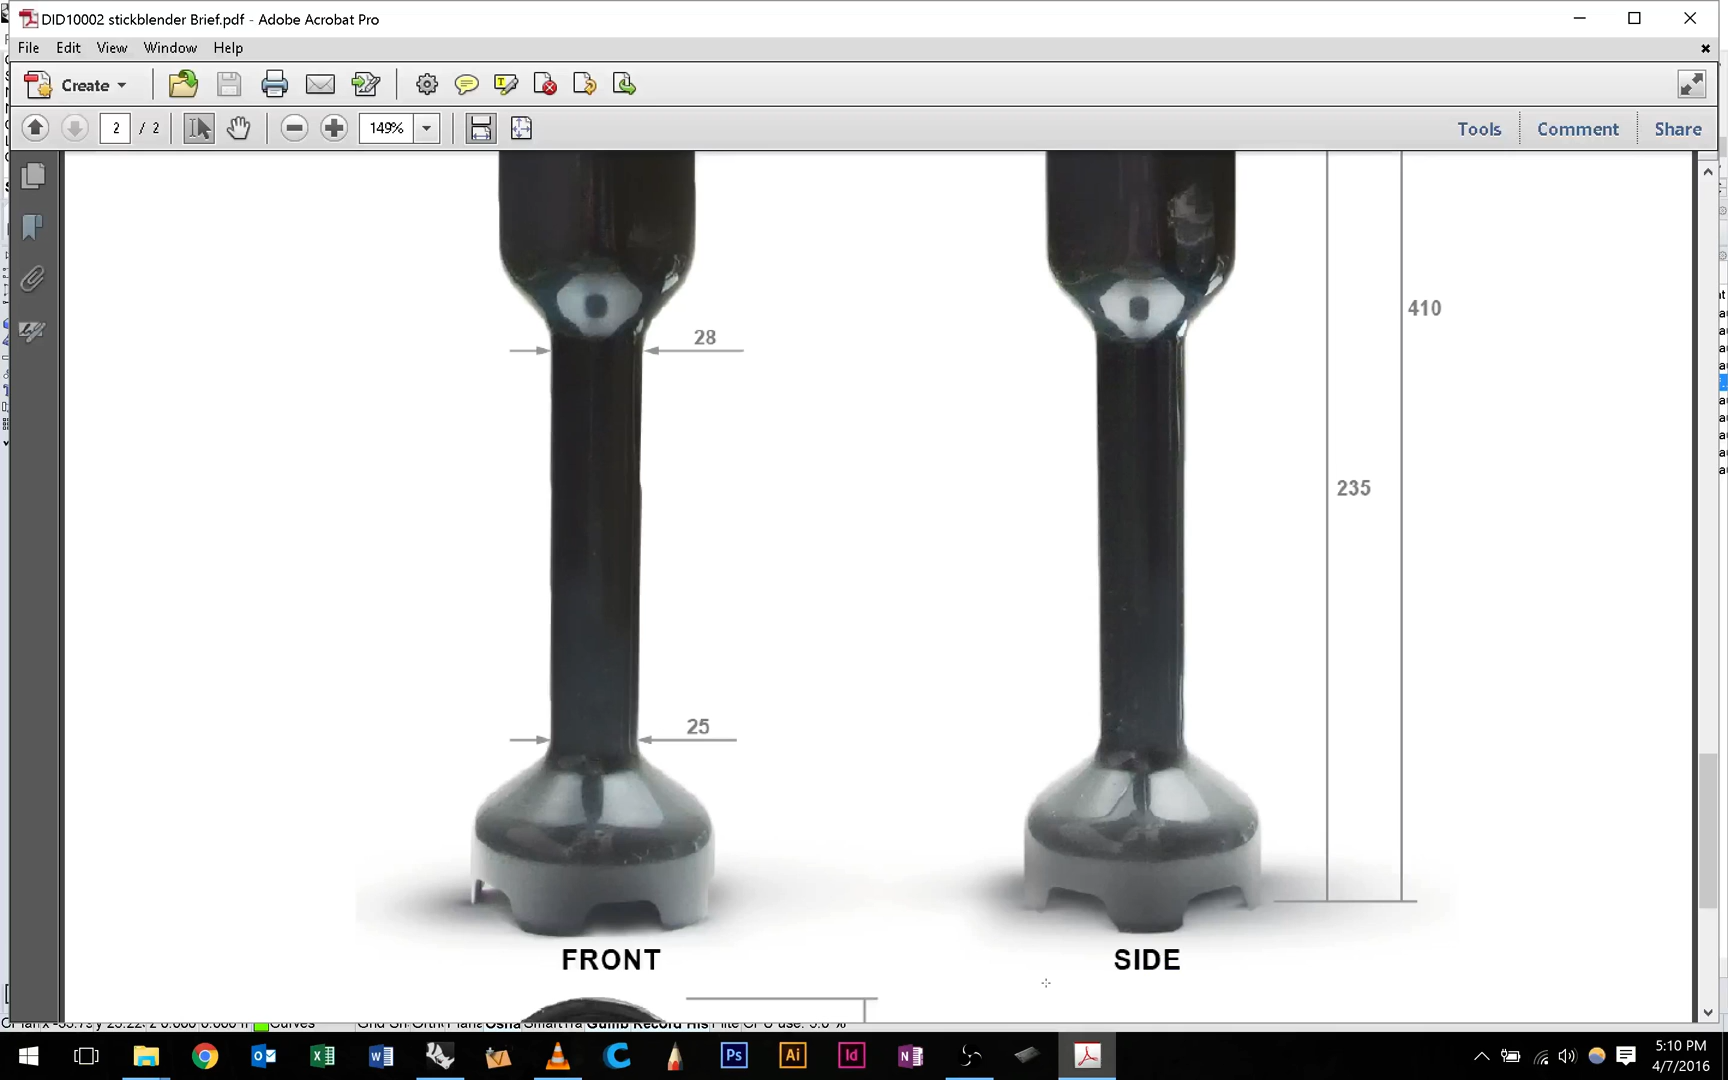 DID10002 stickblender Brief.pdf - Adobe Acrobat Pro
File Edit View Window Help
Create
2 / 2 149% Tools Comment Share
28
410
235
25
FRONT SIDE
5:10 PM
4/7/2016